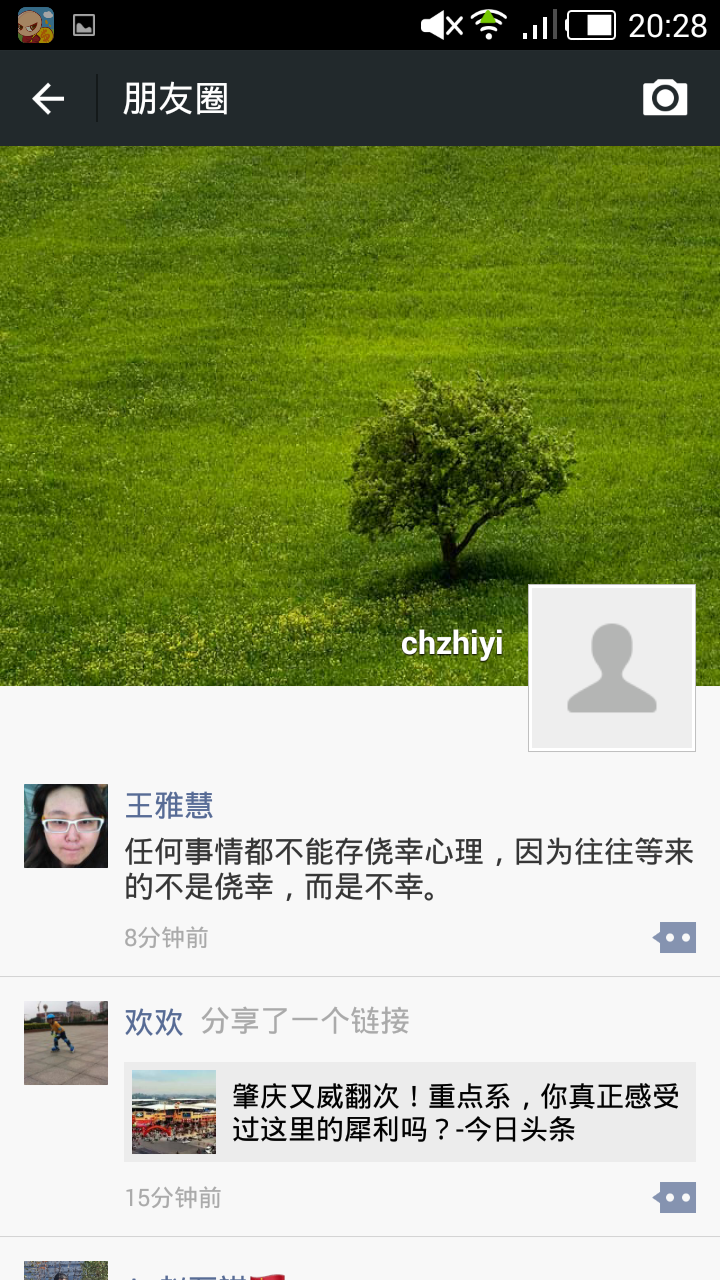 20:28
朋友圈
chzhiyi
王雅慧
任何事情都不能存侥幸心理，因为往往等来
的不是侥幸，而是不幸。
8分钟前
欢欢 分享了一个链接
肇庆又威翻次！重点系，你真正感受
过这里的犀利吗？-今日头条
15分钟前